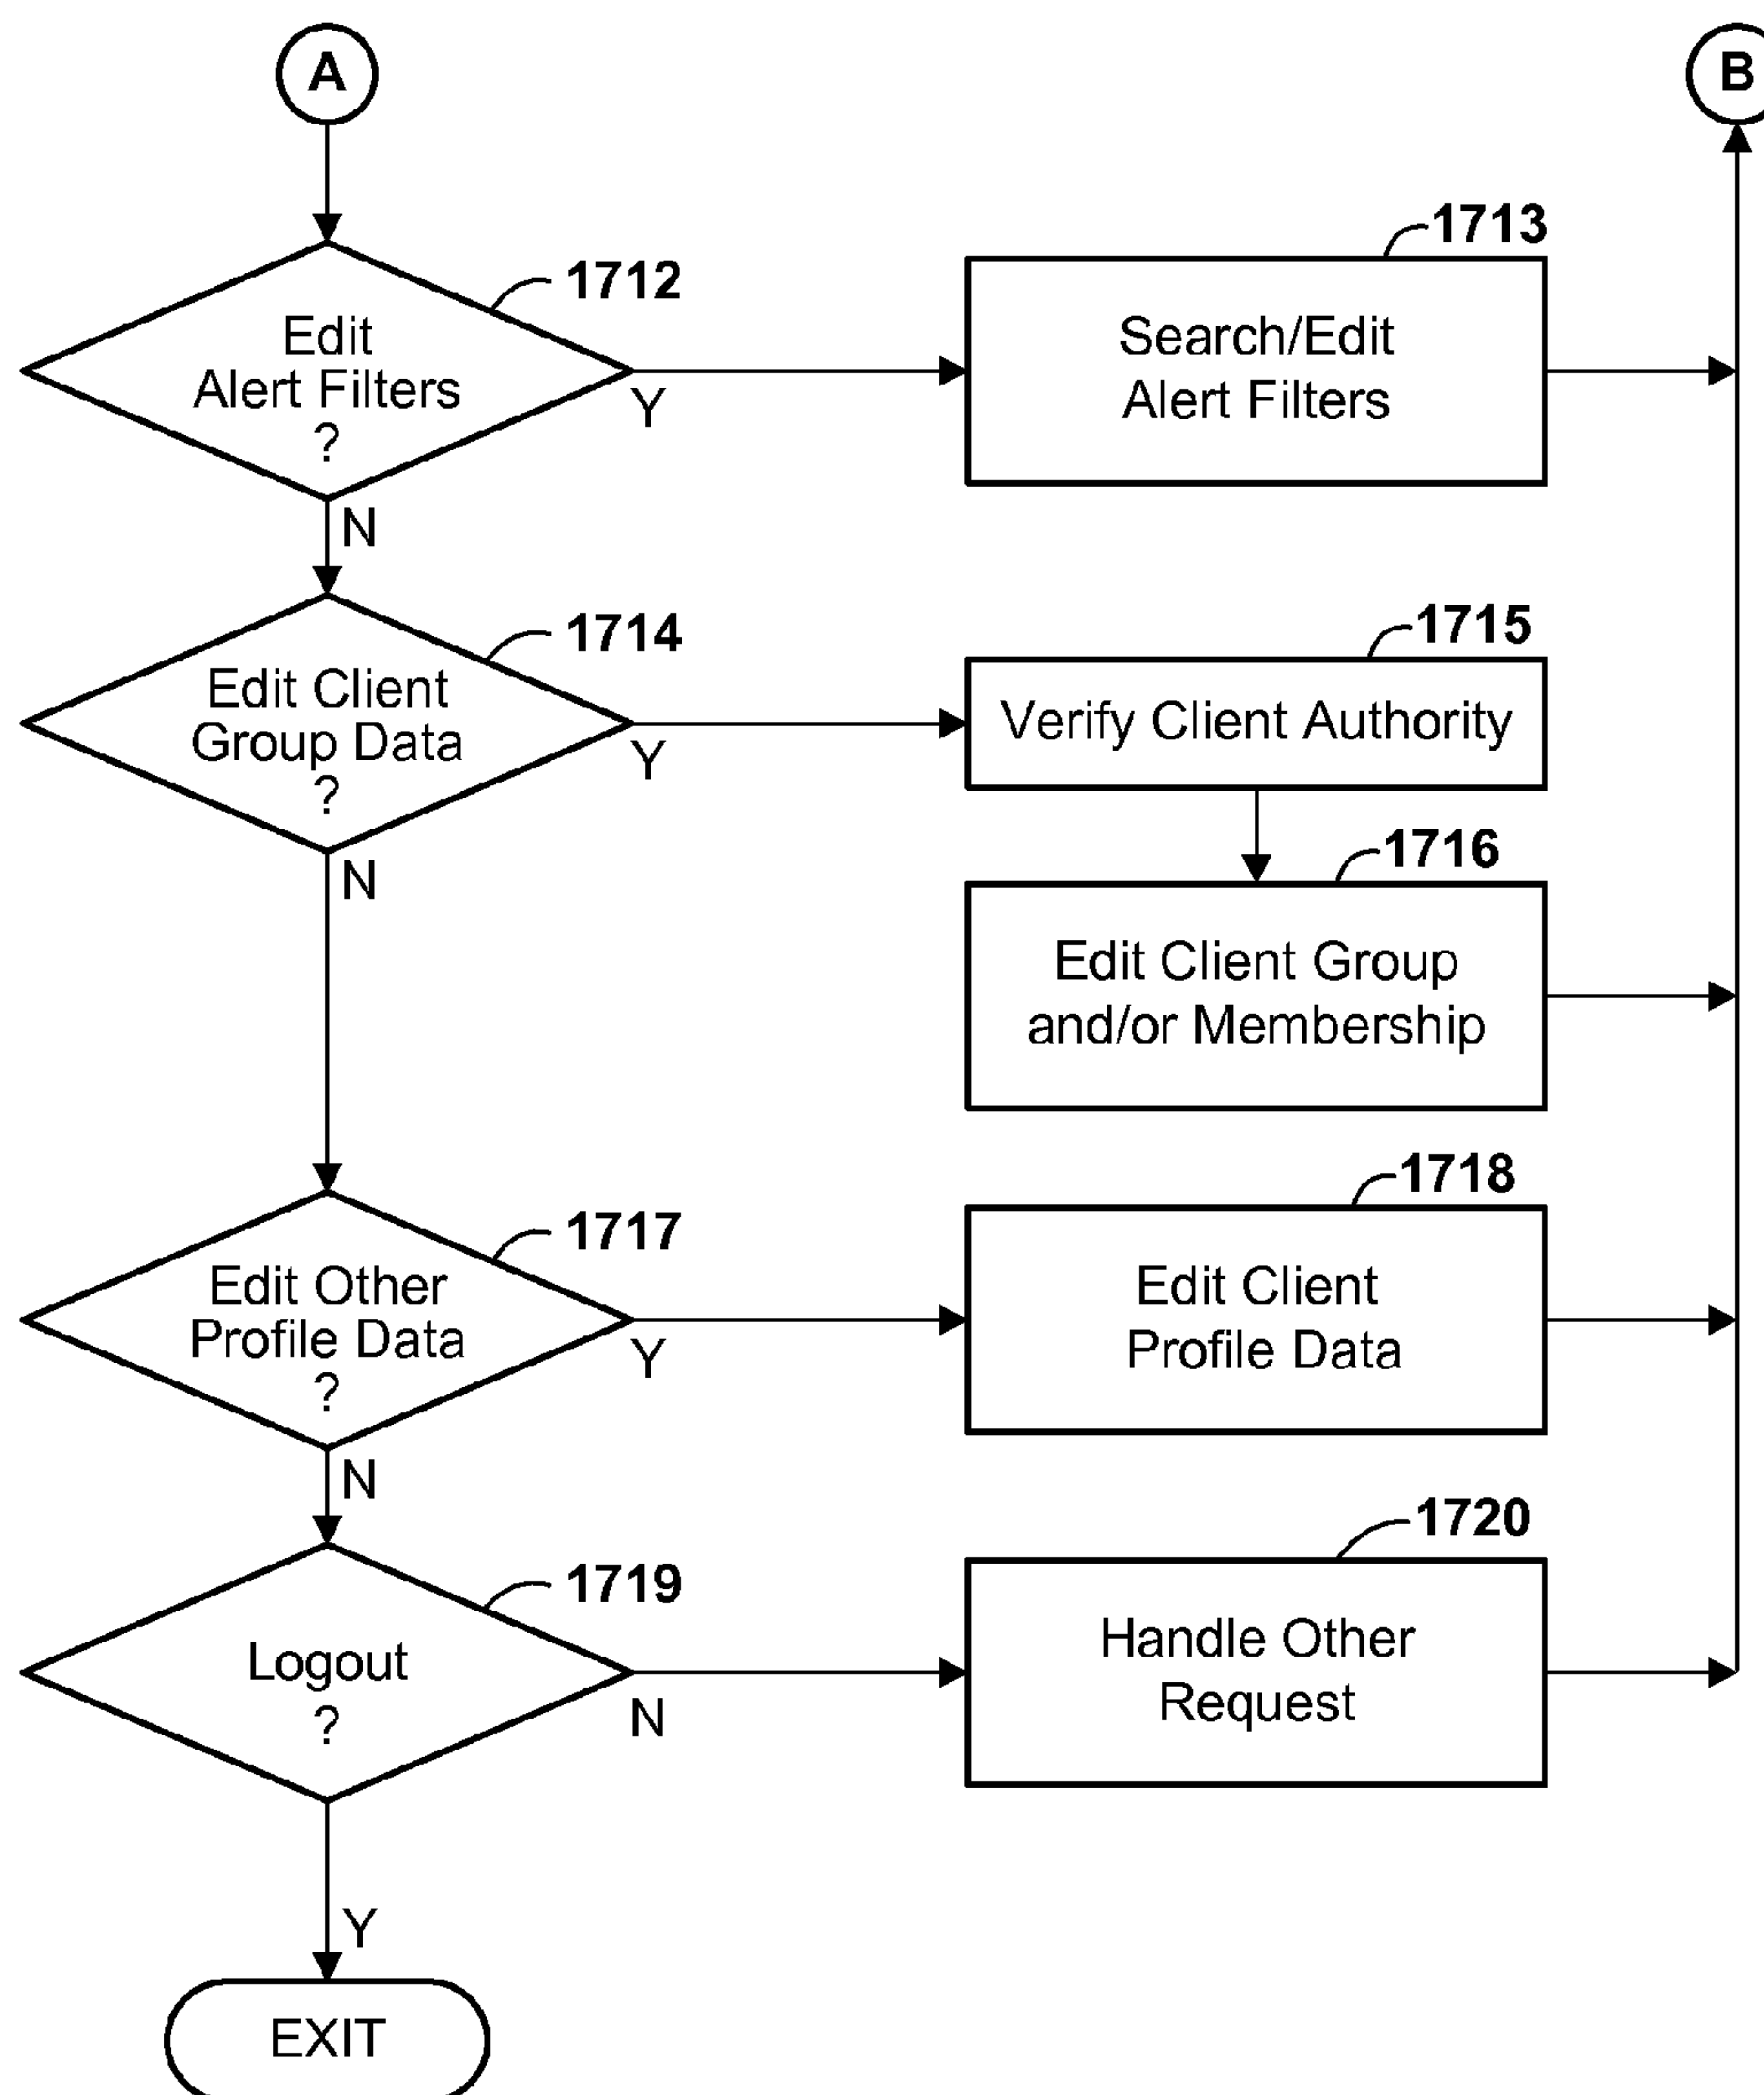 A
B
1712
Edit
Alert Filters
?
Y
N
1713
Search/Edit
Alert Filters
1714
Edit Client
Group Data
?
Y
N
1715
Verify Client Authority
1716
Edit Client Group
and/or Membership
1717
Edit Other
Profile Data
?
Y
N
1718
Edit Client
Profile Data
1719
Logout
?
N
Y
1720
Handle Other
Request
EXIT